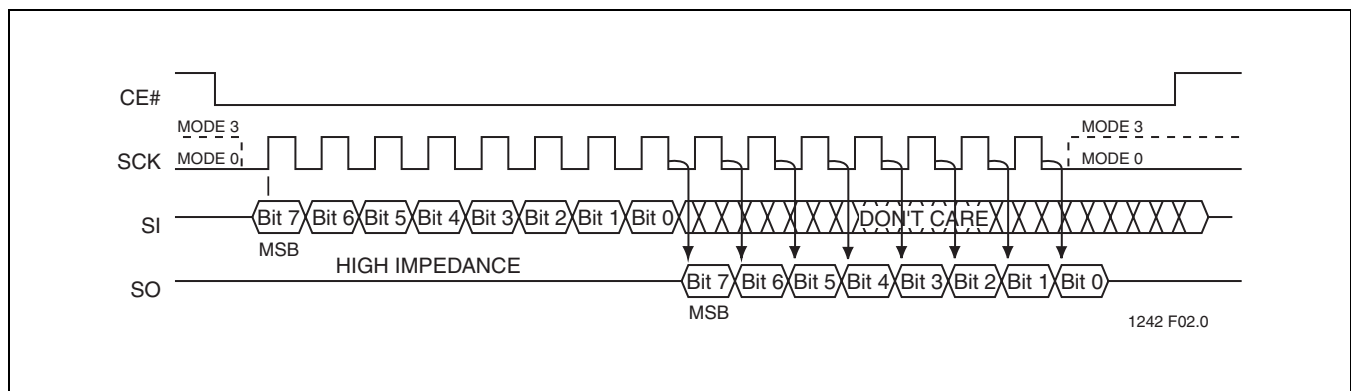 CE#
MODE 3 MODE 3
SCK MODE 0 MODE 0
SI Bit 7 Bit 6 Bit 5 Bit 4 Bit 3 Bit 2 Bit 1 Bit 0 DON'T CARE
MSB
HIGH IMPEDANCE
SO Bit 7 Bit 6 Bit 5 Bit 4 Bit 3 Bit 2 Bit 1 Bit 0
MSB
1242 F02.0